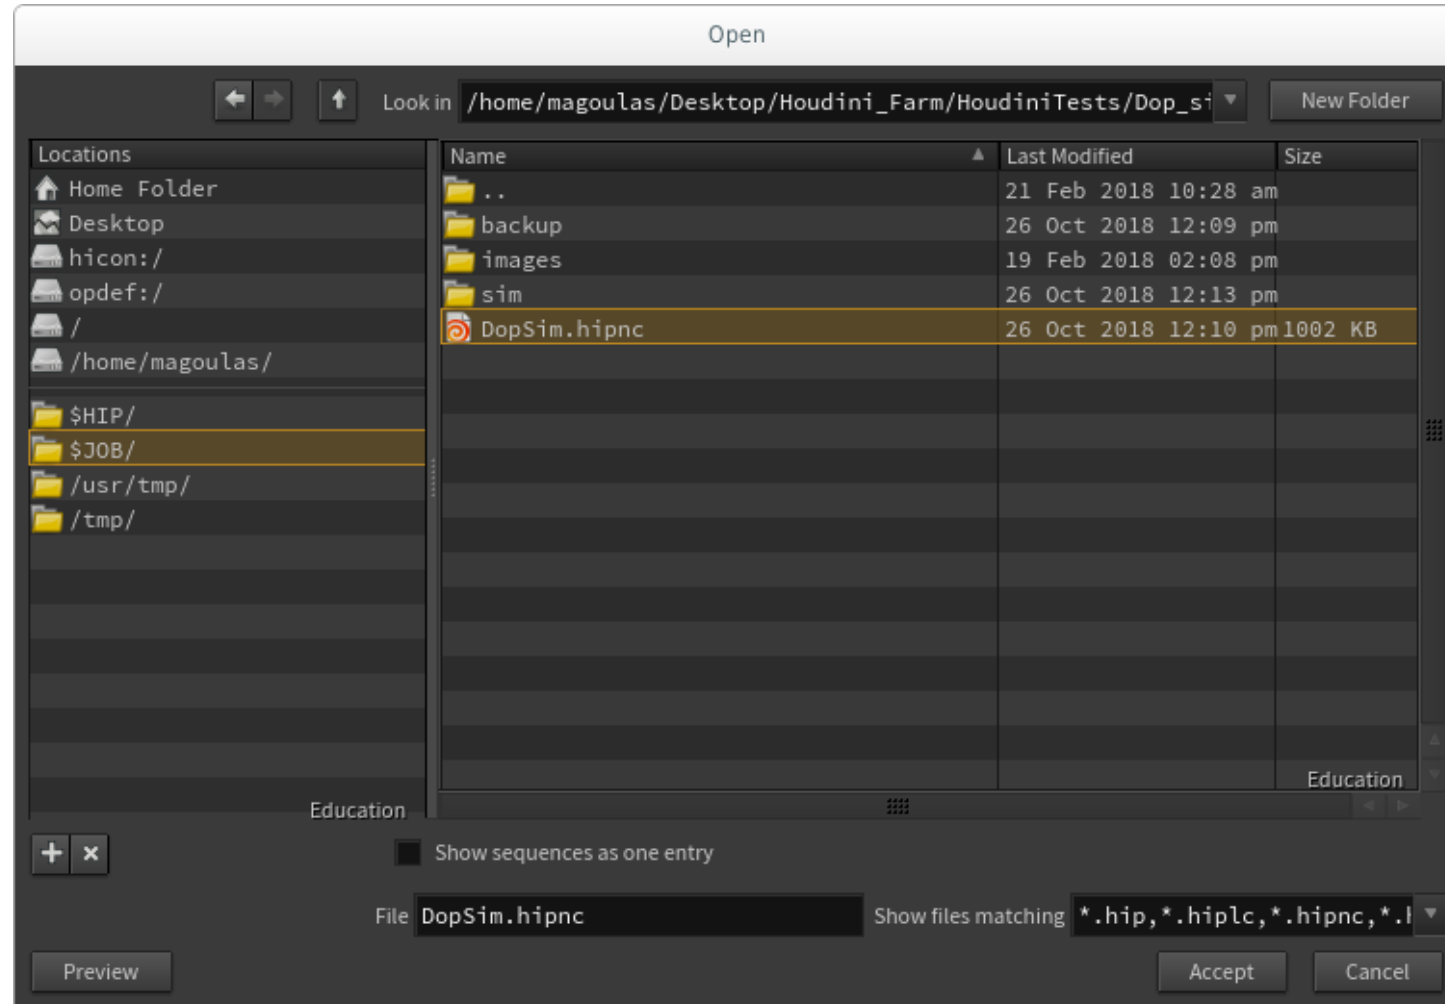 Open
Look in /home/magoulas/Desktop/Houdini_Farm/HoudiniTests/Dop_si New Folder
Locations
Home Folder
Desktop
hicon:/
opdef:/
/
/home/magoulas/
$HIP/
$JOB/
/usr/tmp/
/tmp/
Education
Name Last Modified Size
.. 21 Feb 2018 10:28 am
backup 26 Oct 2018 12:09 pm
images 19 Feb 2018 02:08 pm
sim 26 Oct 2018 12:13 pm
DopSim.hipnc 26 Oct 2018 12:10 pm 1002 KB
Education
Show sequences as one entry
File DopSim.hipnc Show files matching *.hip,*.hiplc,*.hipnc,*.
Preview Accept Cancel